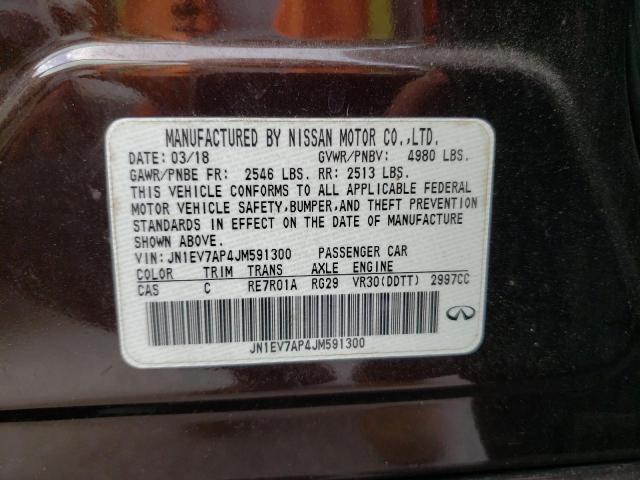 MANUFACTURED BY NISSAN MOTOR CO.,LTD.
DATE: 03/18 GVWR/PNBV: 4980 LBS.
GAWR/PNBE FR: 2546 LBS. RR: 2513 LBS.
THIS VEHICLE CONFORMS TO ALL APPLICABLE FEDERAL
MOTOR VEHICLE SAFETY, BUMPER, AND THEFT PREVENTION
STANDARDS IN EFFECT ON THE DATE OF MANUFACTURE
SHOWN ABOVE.
VIN: JN1EV7AP4JM591300 PASSENGER CAR
COLOR TRIM TRANS AXLE ENGINE
CAS C RE7R01A RG29 VR30(DDTT) 2997CC
JN1EV7AP4JM591300